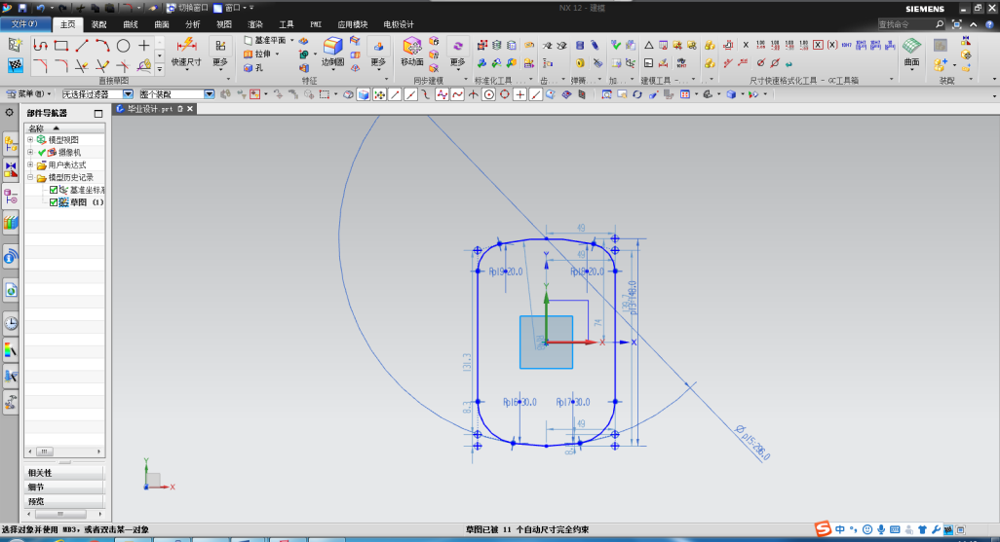 NX 12 - 建模
SIEMENS
切换窗口 窗口
文件(F) 主页 装配 曲线 曲面 分析 视图 渲染 工具 PMI 应用模块 电极设计
查找命令
基准平面
拉伸
孔
快速尺寸 更多 边倒圆 更多 移动面 更多 曲面
直接草图 特征 同步建模 标准化工具 齿... 弹簧... 加... 建模工具 - 尺寸快速格式化工具 - GC工具箱 装配
菜单(M) 无选择过滤器 整个装配
部件导航器
毕业设计.prt
名称
模型视图
摄像机
用户表达式
模型历史记录
基准坐标系
草图 (1)
49
49
Rp19:20.0 Rp18:20.0
Y
Y
74
X X
131.3
8.3
Rp16:30.0 Rp17:30.0
49
Øp15:296.0
Y
X
相关性
细节
预览
选择对象并使用 MB3，或者双击某一对象
草图已被 11 个自动尺寸完全约束
中